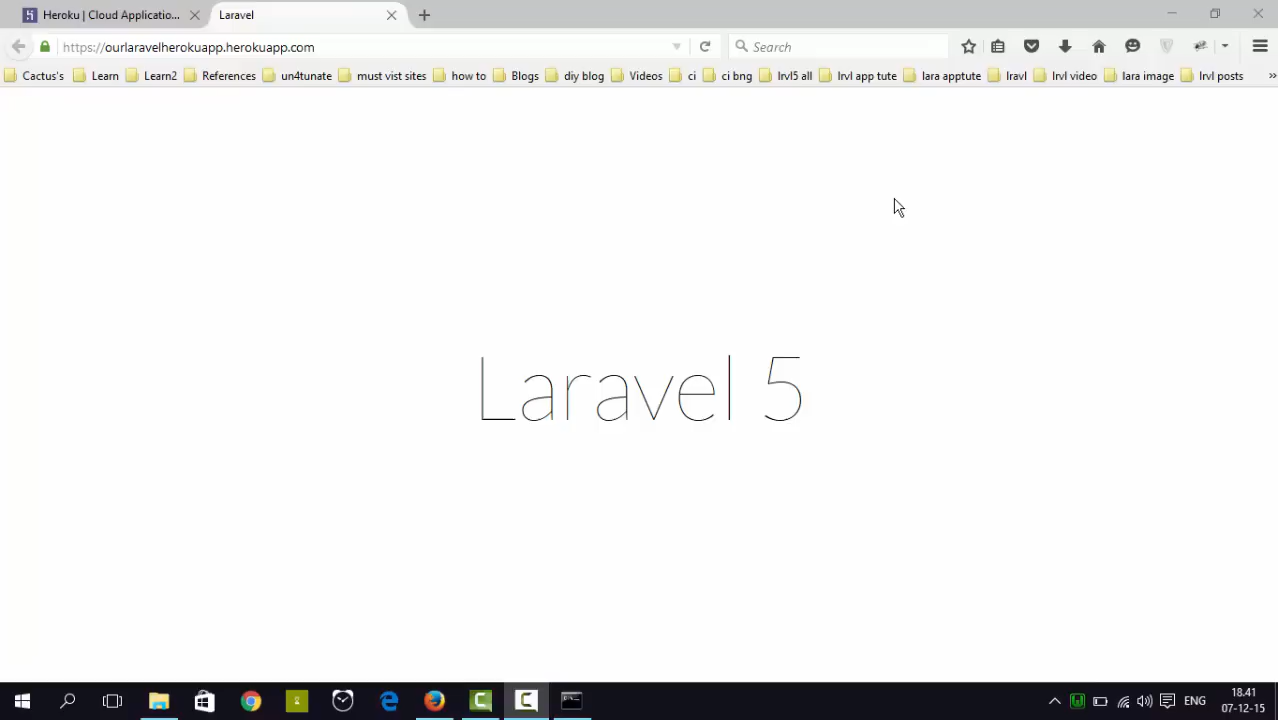 Heroku | Cloud Applicatio...
Laravel
https://ourlaravelherokuapp.herokuapp.com
Search
Cactus's Learn Learn2 References un4tunate must vist sites how to Blogs diy blog Videos ci ci bng lrvl5 all lrvl app tute lara apptute lravl lrvl video lara image lrvl posts »
Laravel 5
ENG
18.41
07-12-15